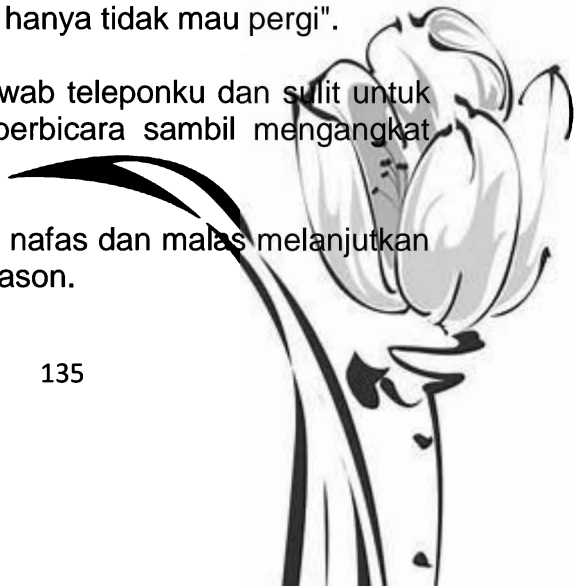 hanya tidak mau pergi".
wab teleponku dan sulit untuk
berbicara sambil mengangkat
nafas dan malas melanjutkan
ason.
135